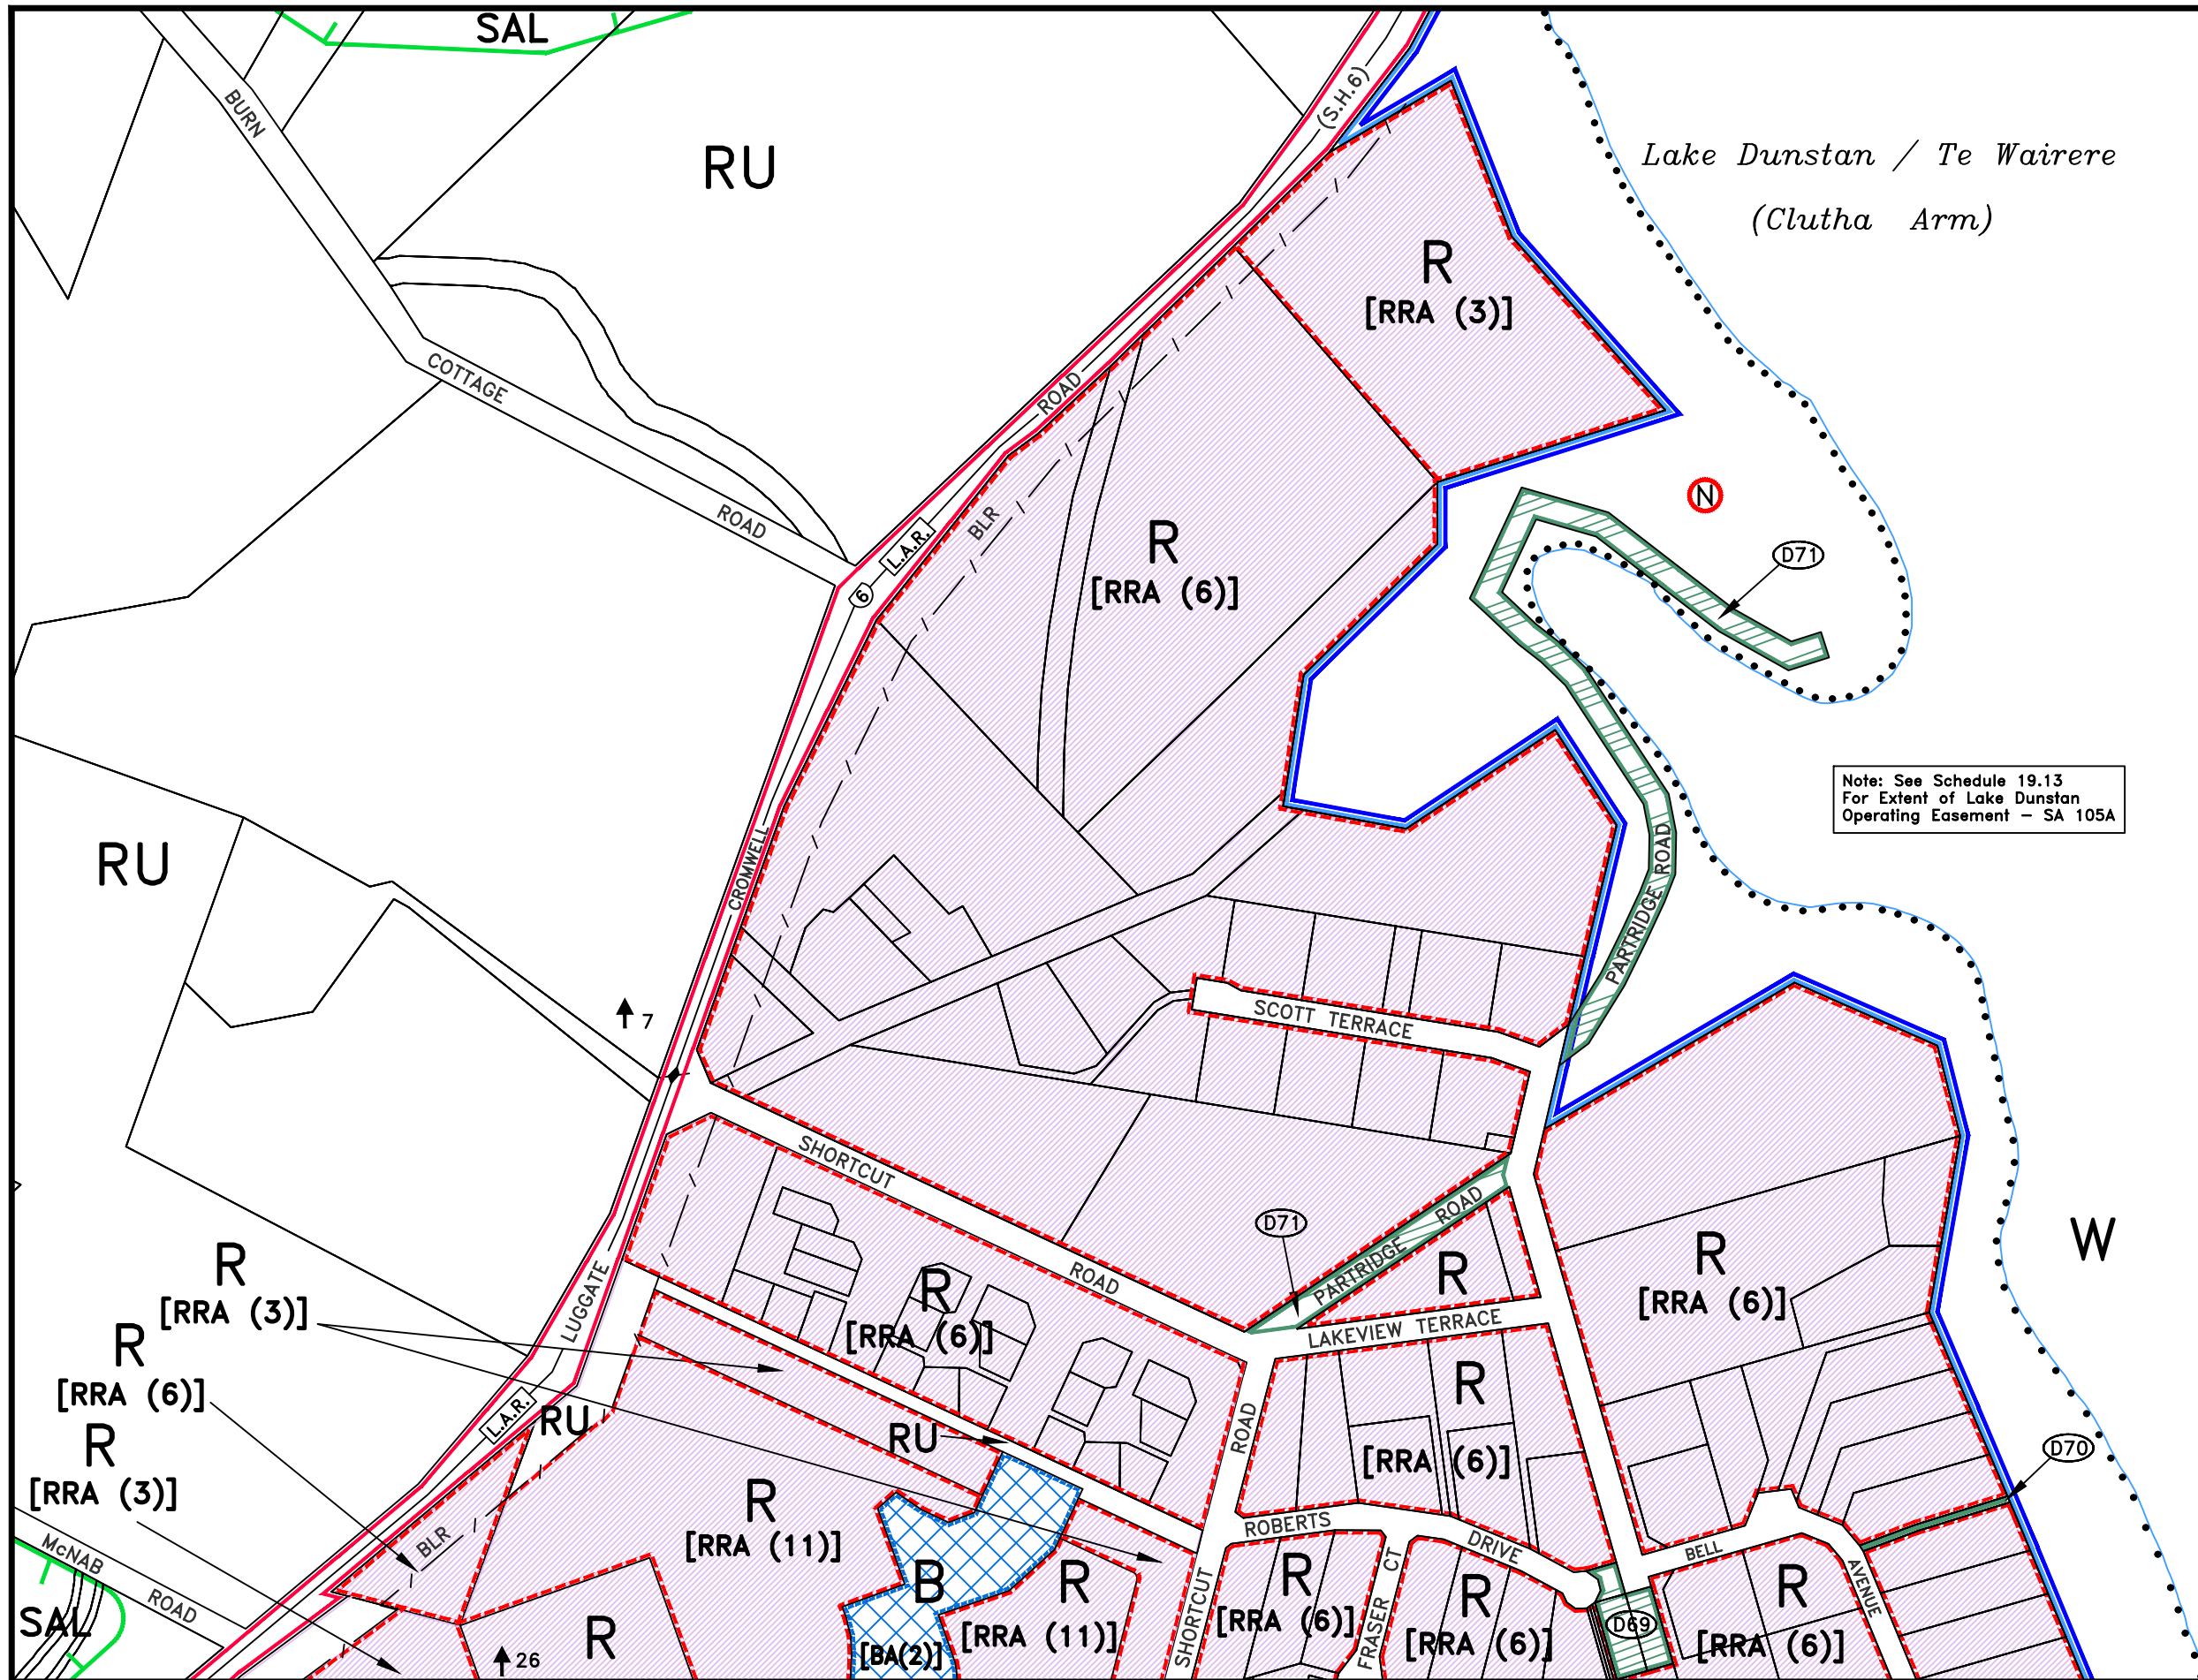 SAL
BURN
RU
(S.H.6)
Lake Dunstan / Te Wairere
(Clutha Arm)
R
[RRA (3)]
COTTAGE
ROAD
ROAD
L.A.R.
6
BLR
R
[RRA (6)]
N
D71
Note: See Schedule 19.13
For Extent of Lake Dunstan
Operating Easement – SA 105A
RU
CROMWELL
PARTRIDGE ROAD
7
SCOTT TERRACE
SHORTCUT
ROAD
D71
PARTRIDGE ROAD
R
R
[RRA (6)]
W
R
[RRA (3)]
LUGGATE
R
[RRA (6)]
LAKEVIEW TERRACE
R
[RRA (6)]
R
[RRA (6)]
R
[RRA (3)]
L.A.R.
RU
RU
ROAD
D70
R
[RRA (11)]
BLR
ROBERTS
DRIVE
BELL
AVENUE
McNAB
ROAD
SAL
R
26
B
[BA(2)]
R
[RRA (11)]
SHORTCUT
R
[RRA (6)]
FRASER CT
R
[RRA (6)]
D69
R
[RRA (6)]